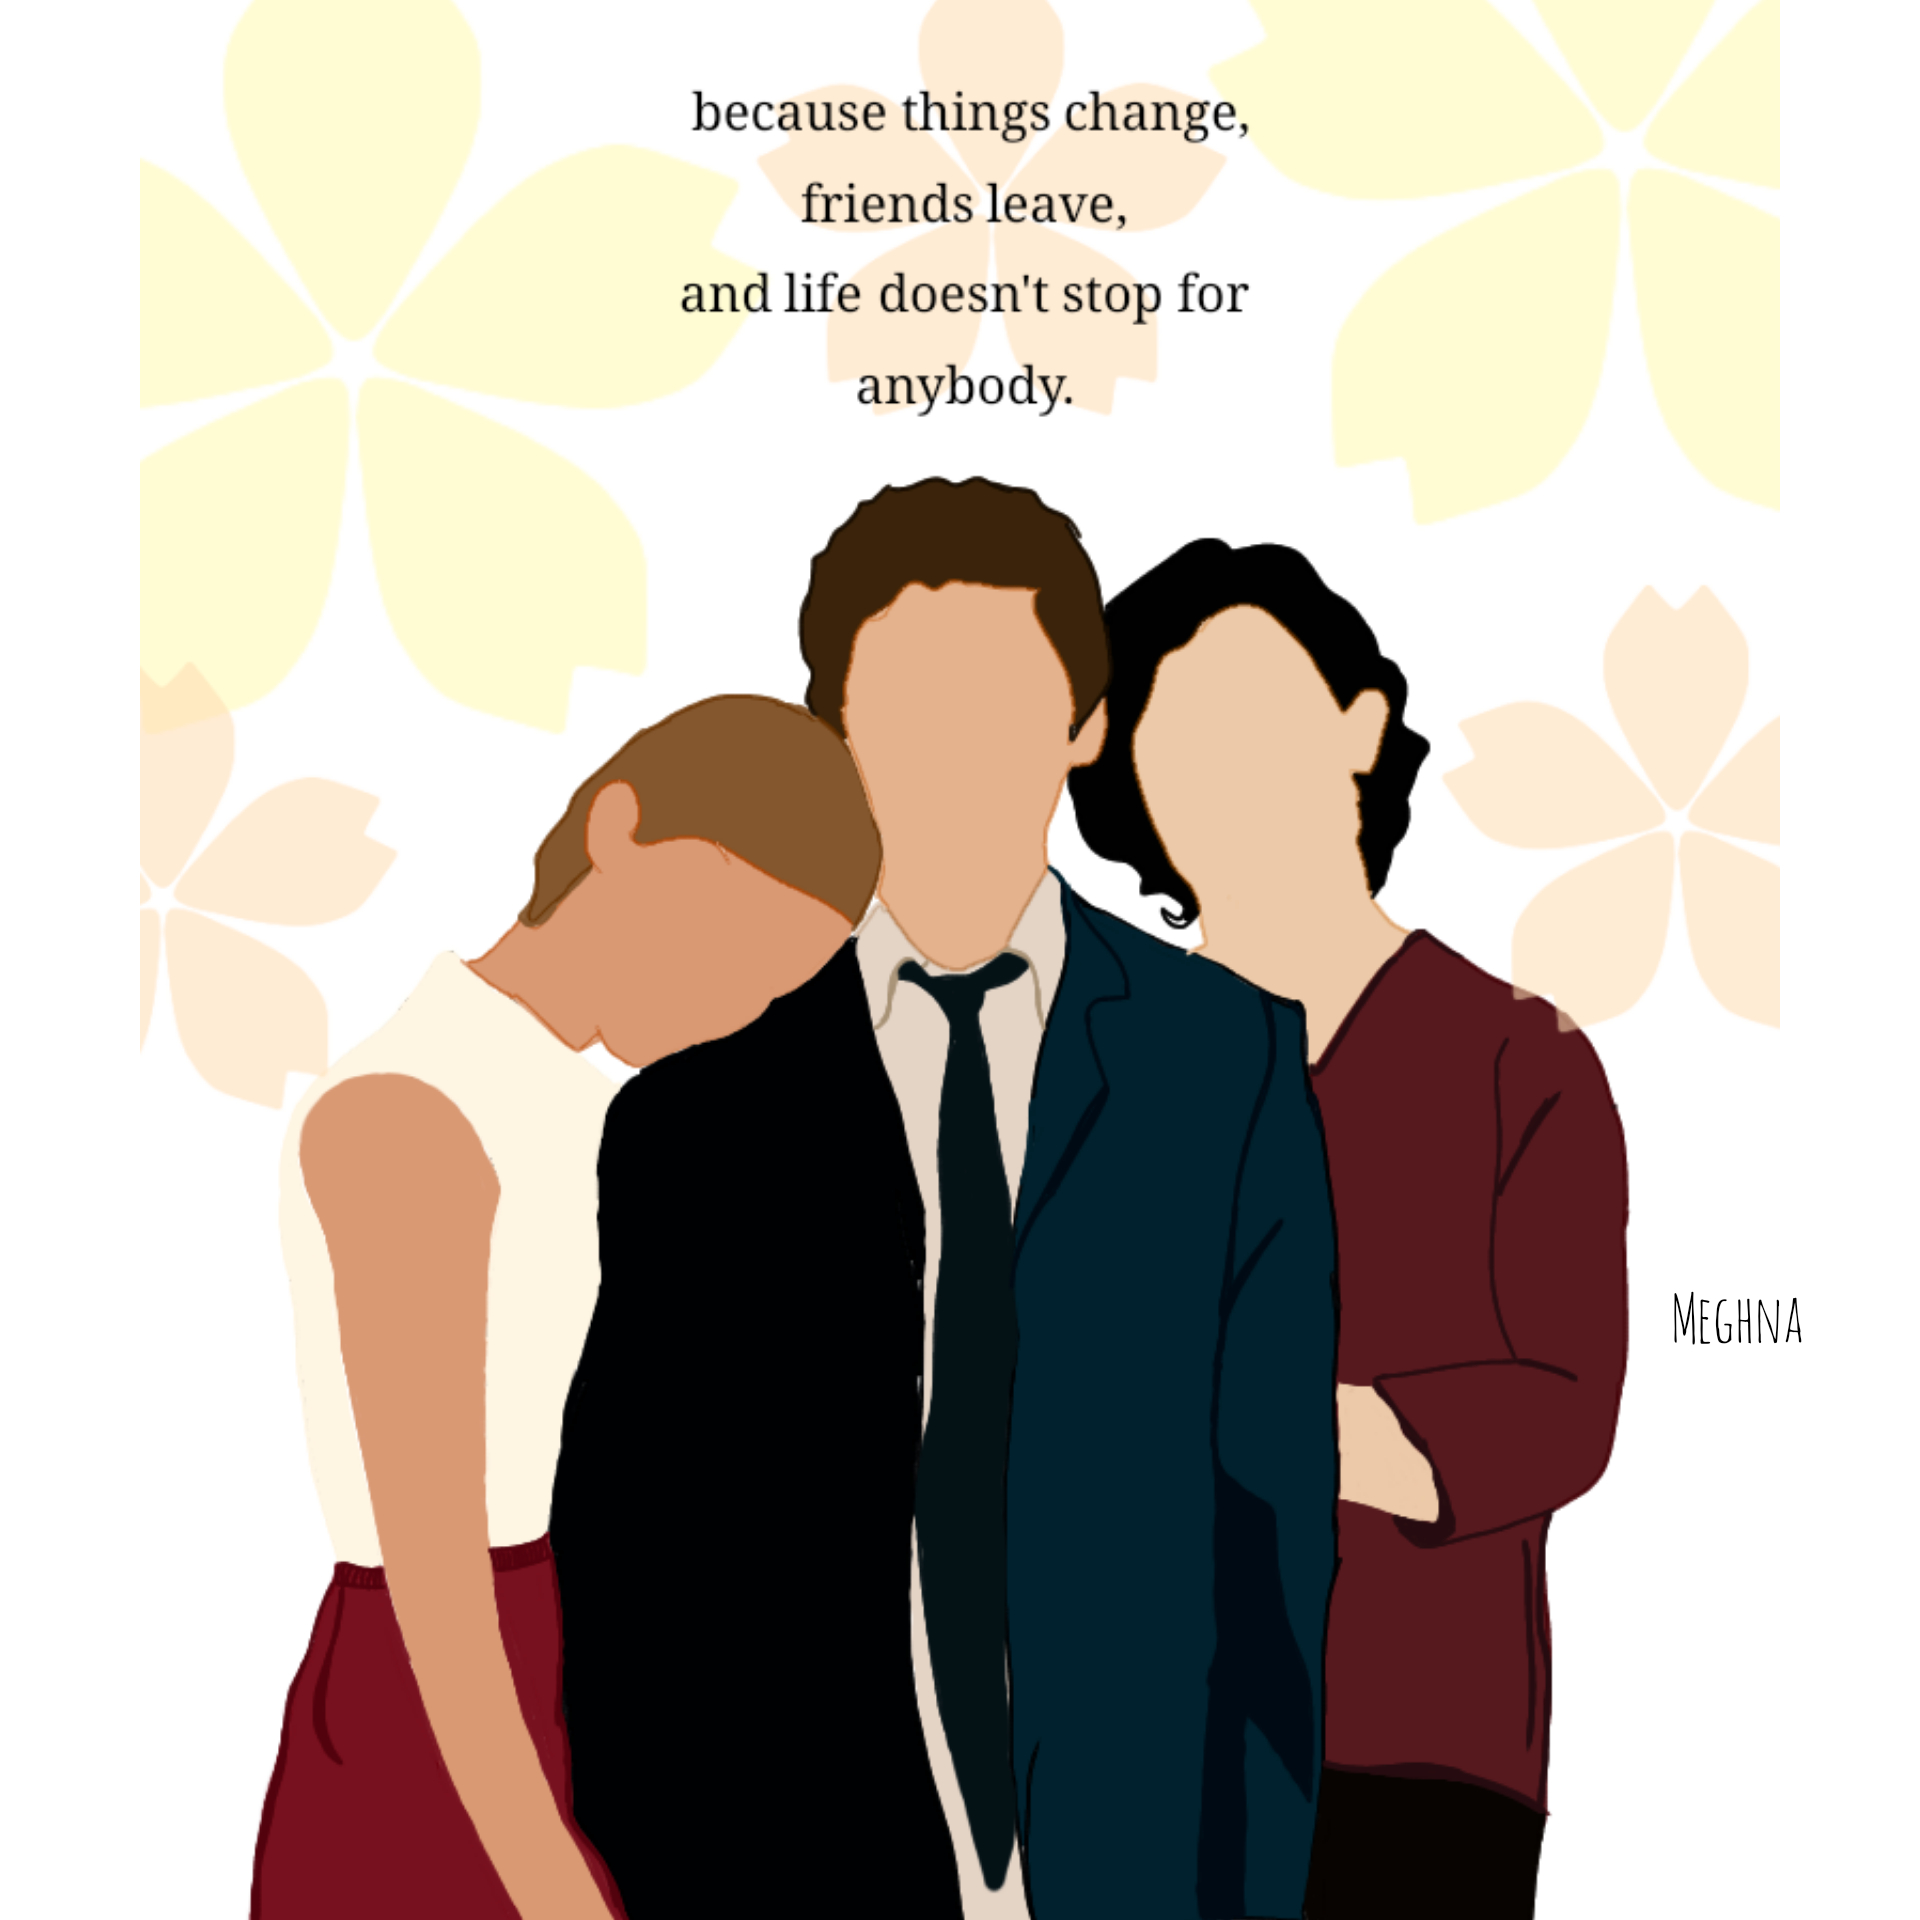 because things change,
friends leave,
and life doesn't stop for
anybody.
MEGHNA